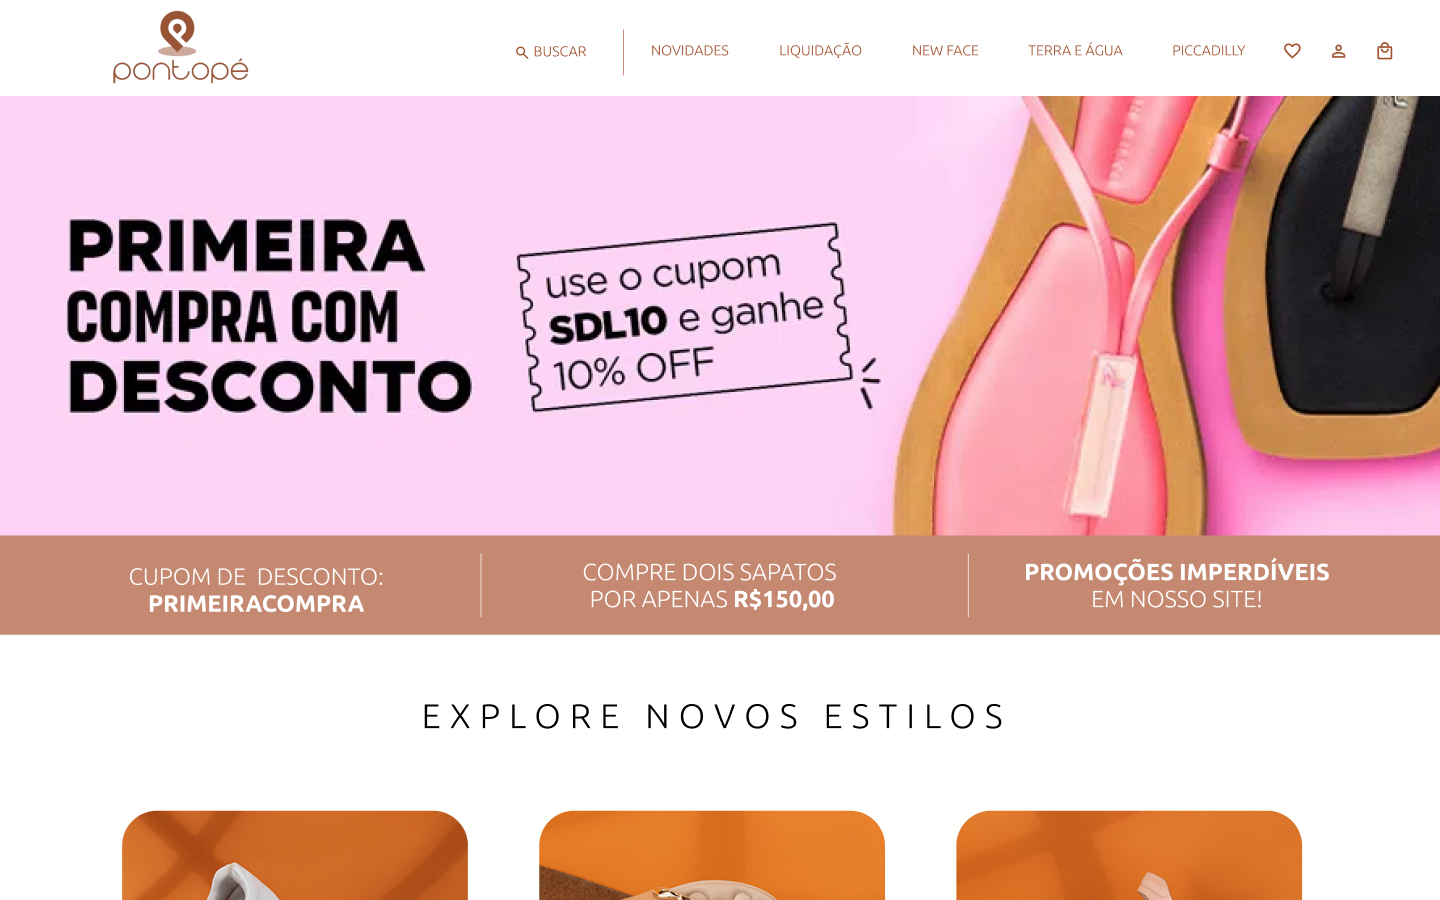 pontopé
BUSCAR
NOVIDADES
LIQUIDAÇÃO
NEW FACE
TERRA E ÁGUA
PICCADILLY
PRIMEIRA
COMPRA COM
DESCONTO
use o cupom
SDL10 e ganhe
10% OFF
CUPOM DE DESCONTO:
PRIMEIRACOMPRA
COMPRE DOIS SAPATOS
POR APENAS R$150,00
PROMOÇÕES IMPERDÍVEIS
EM NOSSO SITE!
EXPLORE NOVOS ESTILOS